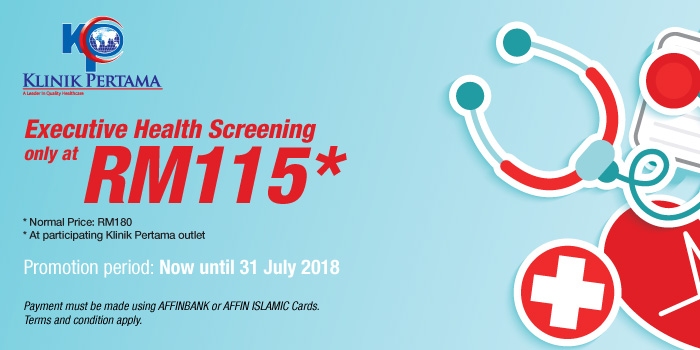 KP
KLINIK PERTAMA
A Leader In Quality Healthcare
Executive Health Screening
only at RM115*
* Normal Price: RM180
* At participating Klinik Pertama outlet
Promotion period: Now until 31 July 2018
Payment must be made using AFFINBANK or AFFIN ISLAMIC Cards.
Terms and condition apply.